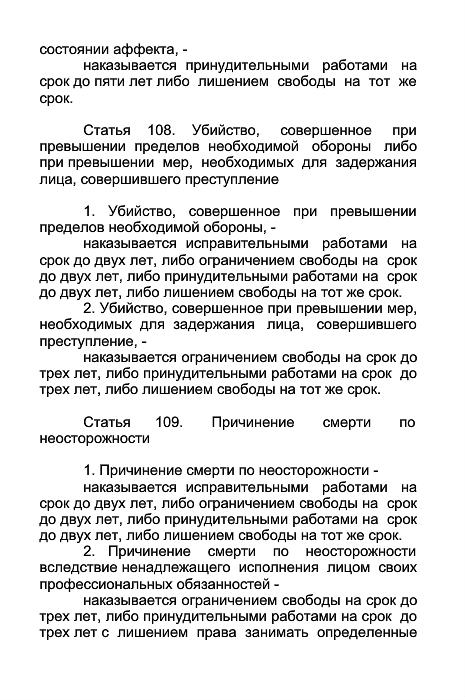 состоянии аффекта, -
наказывается принудительными работами на
срок до пяти лет либо лишением свободы на тот же
срок.
Статья 108. Убийство, совершенное при
превышении пределов необходимой обороны либо
при превышении мер, необходимых для задержания
лица, совершившего преступление
1. Убийство, совершенное при превышении
пределов необходимой обороны, -
наказывается исправительными работами на
срок до двух лет, либо ограничением свободы на срок
до двух лет, либо принудительными работами на срок
до двух лет, либо лишением свободы на тот же срок.
2. Убийство, совершенное при превышении мер,
необходимых для задержания лица, совершившего
преступление, -
наказывается ограничением свободы на срок до
трех лет, либо принудительными работами на срок до
трех лет, либо лишением свободы на тот же срок.
Статья 109. Причинение смерти по
неосторожности
1. Причинение смерти по неосторожности -
наказывается исправительными работами на
срок до двух лет, либо ограничением свободы на срок
до двух лет, либо принудительными работами на срок
до двух лет, либо лишением свободы на тот же срок.
2. Причинение смерти по неосторожности
вследствие ненадлежащего исполнения лицом своих
профессиональных обязанностей -
наказывается ограничением свободы на срок до
трех лет, либо принудительными работами на срок до
трех лет с лишением права занимать определенные